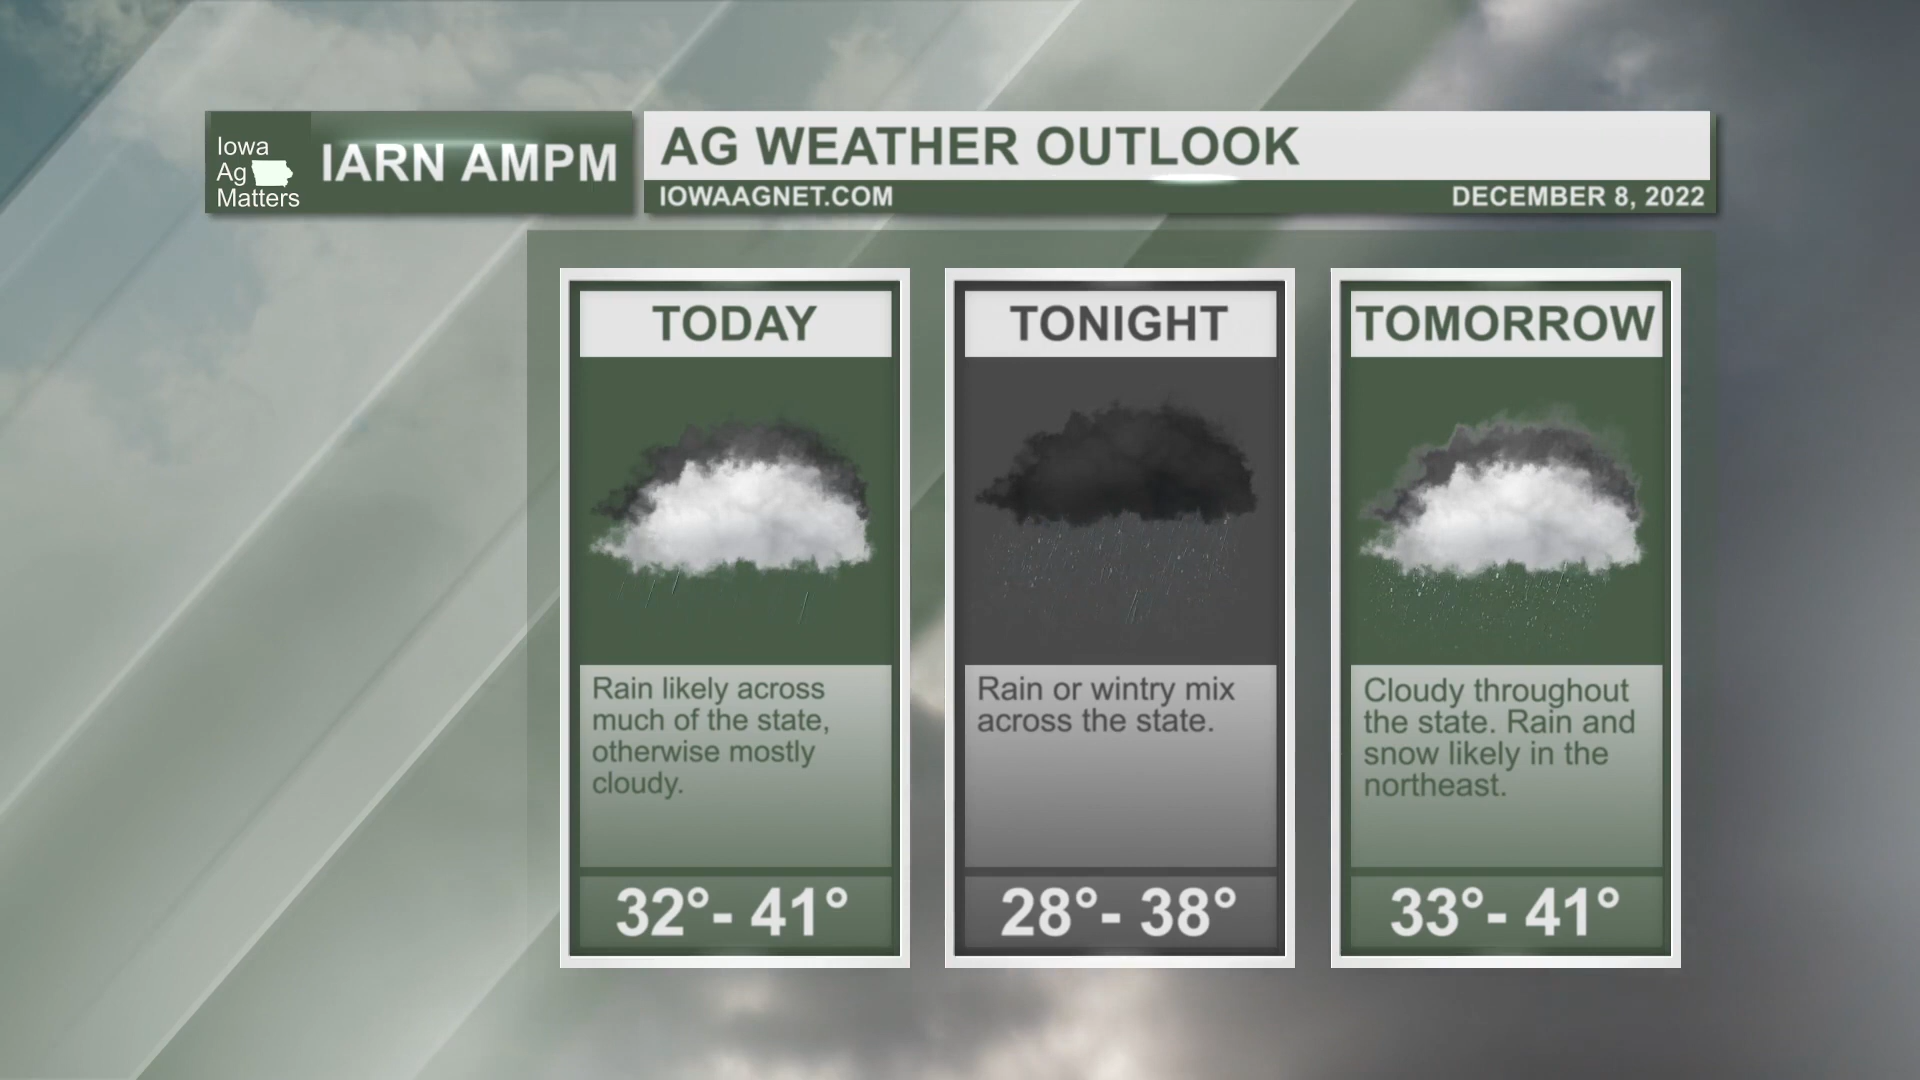 Iowa
Ag
Matters
IARN AMPM
AG WEATHER OUTLOOK
IOWAAGNET.COM
DECEMBER 8, 2022
TODAY
Rain likely across
much of the state,
otherwise mostly
cloudy.
32°- 41°
TONIGHT
Rain or wintry mix
across the state.
28°- 38°
TOMORROW
Cloudy throughout
the state. Rain and
snow likely in the
northeast.
33°- 41°